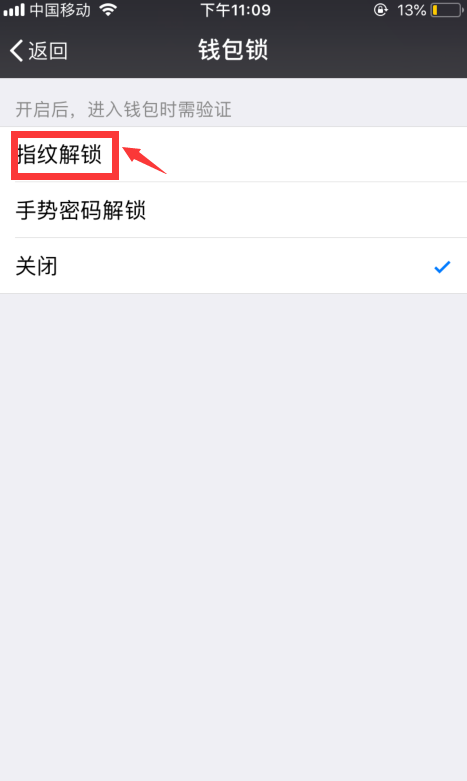 中国移动 下午11:09 13%
返回 钱包锁
开启后，进入钱包时需验证
指纹解锁
手势密码解锁
关闭